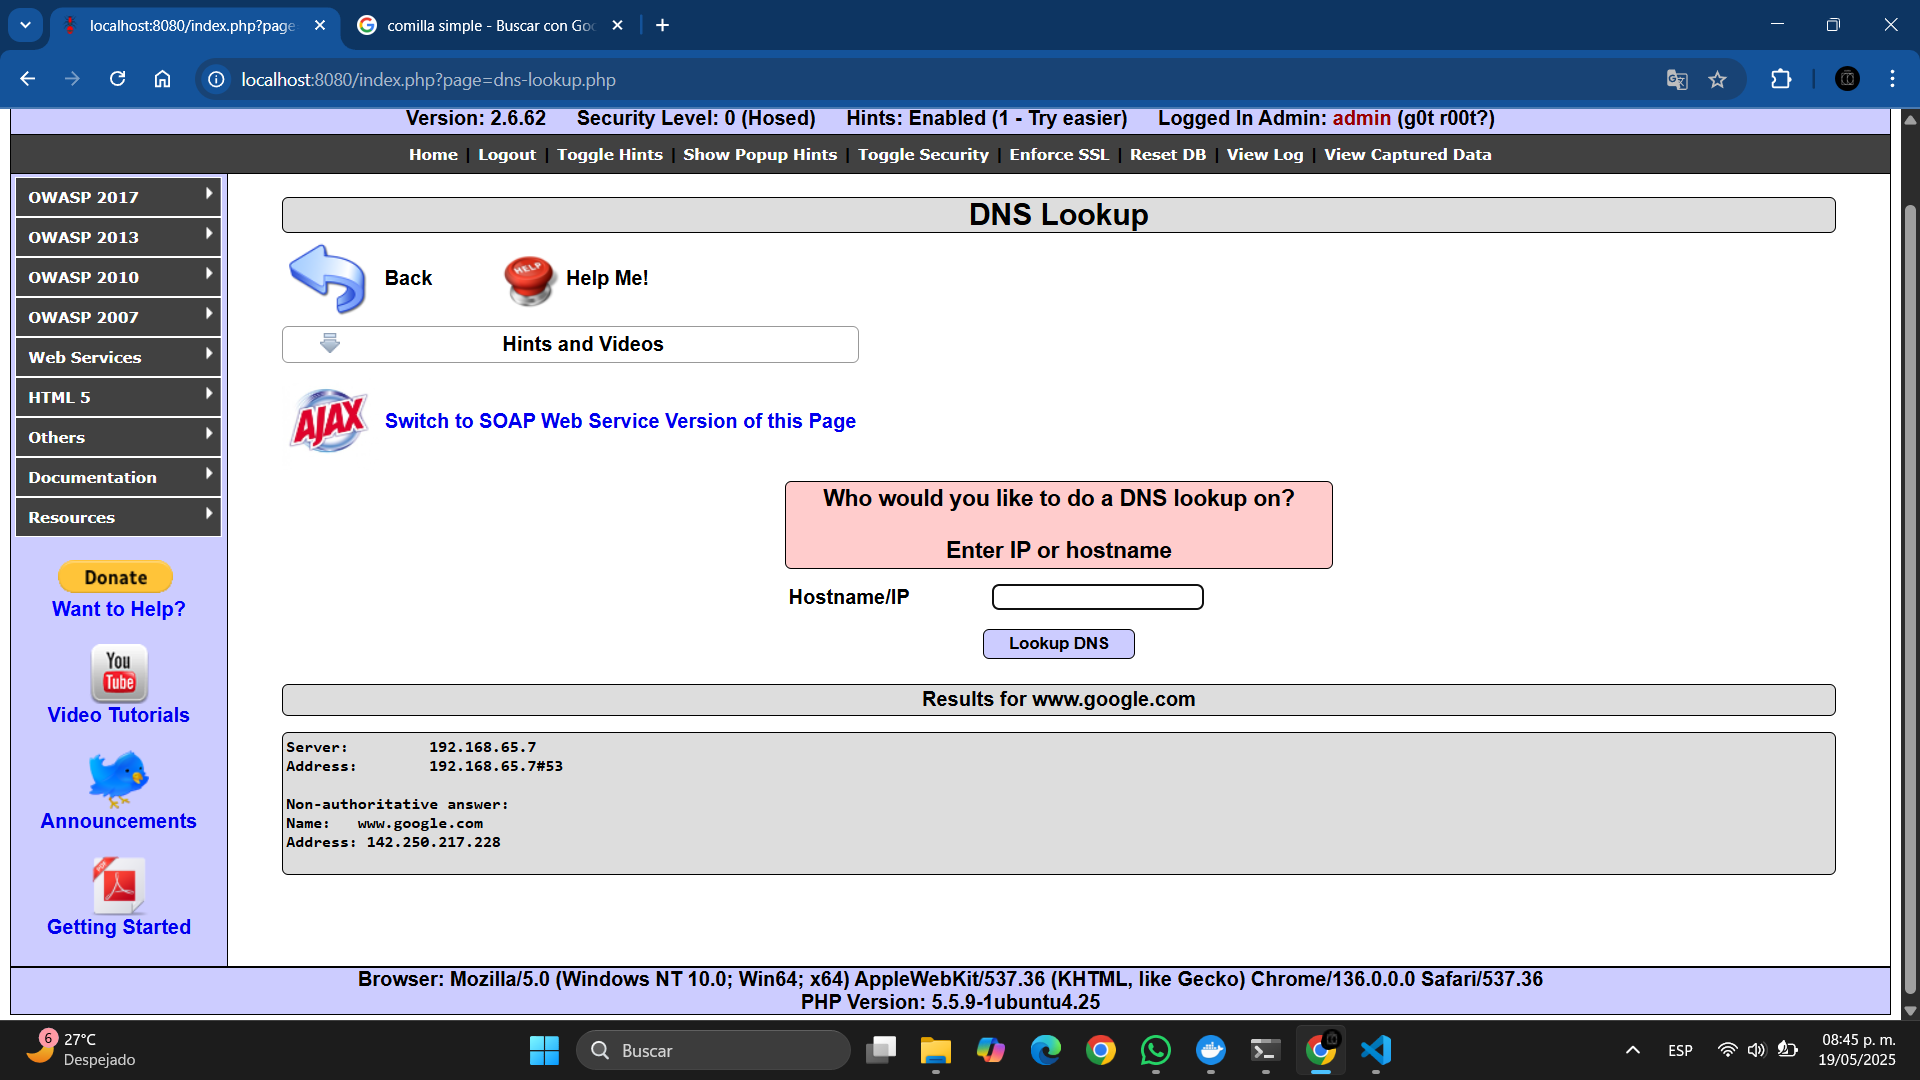 localhost:8080/index.php?page
comilla simple - Buscar con Goo
localhost:8080/index.php?page=dns-lookup.php
Version: 2.6.62 Security Level: 0 (Hosed) Hints: Enabled (1 - Try easier) Logged In Admin: admin (g0t r00t?)
Home | Logout | Toggle Hints | Show Popup Hints | Toggle Security | Enforce SSL | Reset DB | View Log | View Captured Data
OWASP 2017
OWASP 2013
OWASP 2010
OWASP 2007
Web Services
HTML 5
Others
Documentation
Resources
Donate
Want to Help?
You
Tube
Video Tutorials
Announcements
PDF
Getting Started
DNS Lookup
Back
HELP
Help Me!
Hints and Videos
AJAX
Switch to SOAP Web Service Version of this Page
Who would you like to do a DNS lookup on?
Enter IP or hostname
Hostname/IP
Lookup DNS
Results for www.google.com
Server: 192.168.65.7
Address: 192.168.65.7#53
Non-authoritative answer:
Name: www.google.com
Address: 142.250.217.228
Browser: Mozilla/5.0 (Windows NT 10.0; Win64; x64) AppleWebKit/537.36 (KHTML, like Gecko) Chrome/136.0.0.0 Safari/537.36
PHP Version: 5.5.9-1ubuntu4.25
6
27°C
Despejado
Buscar
ESP
08:45 p. m.
19/05/2025